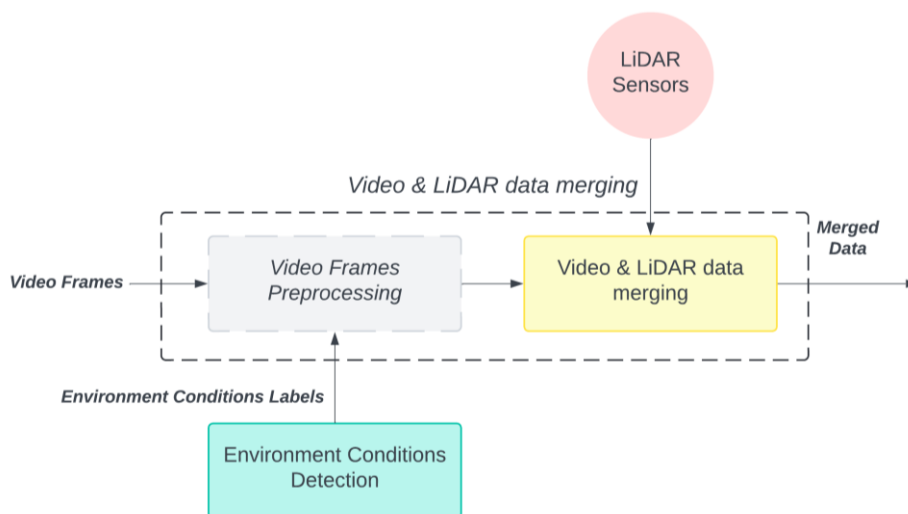 LiDAR
Sensors
Video & LiDAR data merging
Merged
Data
Video Frames
Video Frames
Preprocessing
Video & LiDAR data
merging
Environment Conditions Labels
Environment Conditions
Detection